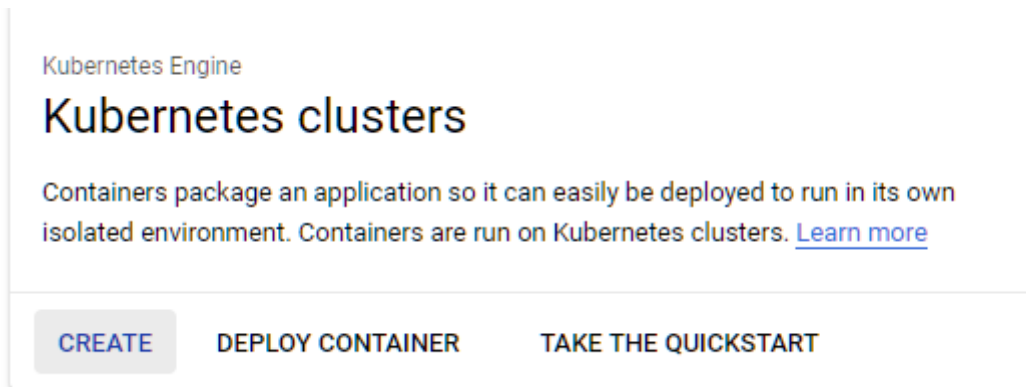 Kubernetes Engine
Kubernetes clusters
Containers package an application so it can easily be deployed to run in its own
isolated environment. Containers are run on Kubernetes clusters. Learn more
CREATE DEPLOY CONTAINER TAKE THE QUICKSTART